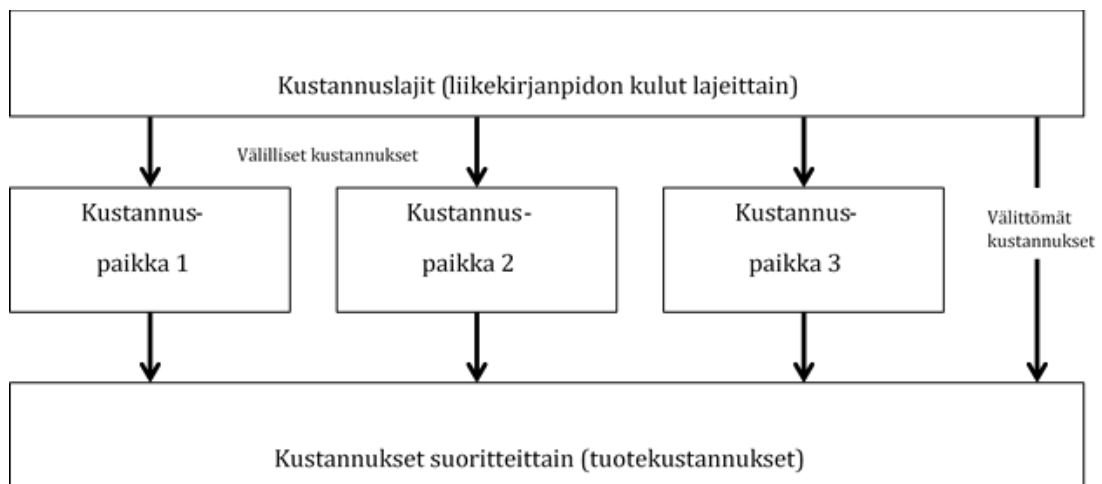 Kustannuslajit (liikekirjanpidon kulut lajeittain)
Välilliset kustannukset
Kustannus-
paikka 1
Kustannus-
paikka 2
Kustannus-
paikka 3
Välittömät
kustannukset
Kustannukset suoritteittain (tuotekustannukset)